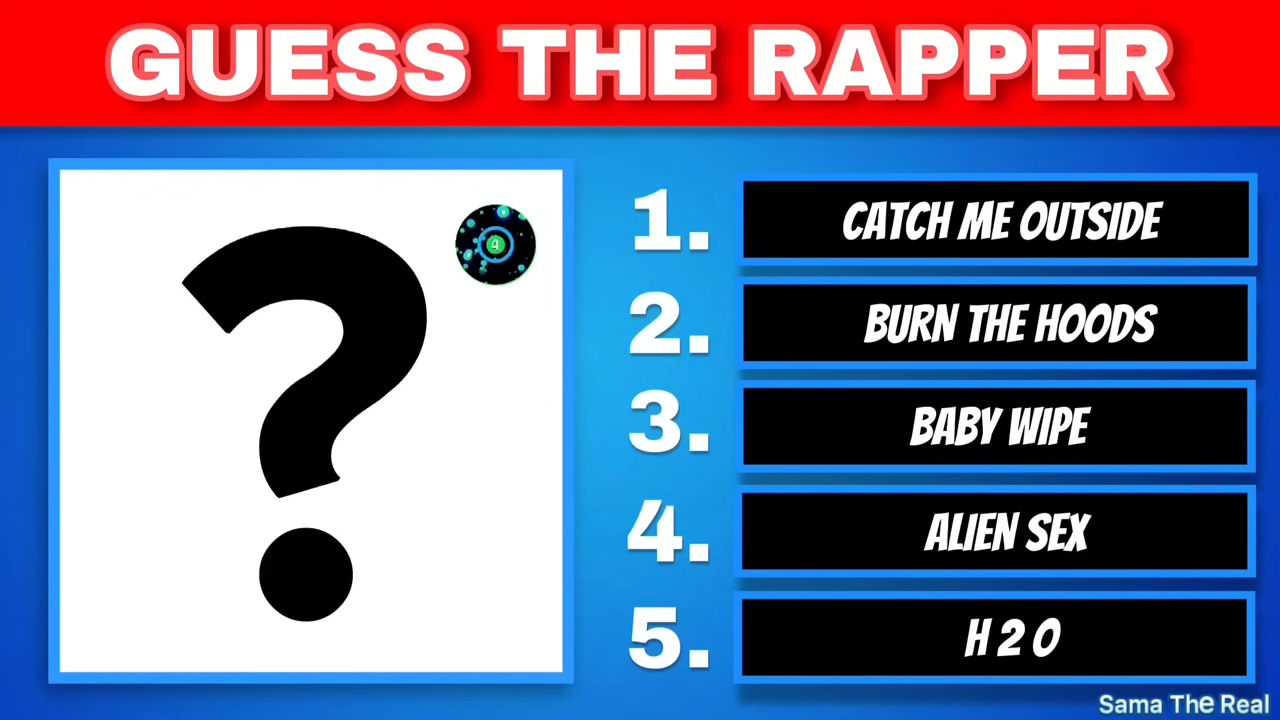 GUESS THE RAPPER
4
1. CATCH ME OUTSIDE
2. BURN THE HOODS
3. BABY WIPE
4. ALIEN SEX
5. H 2 O
Sama The Real